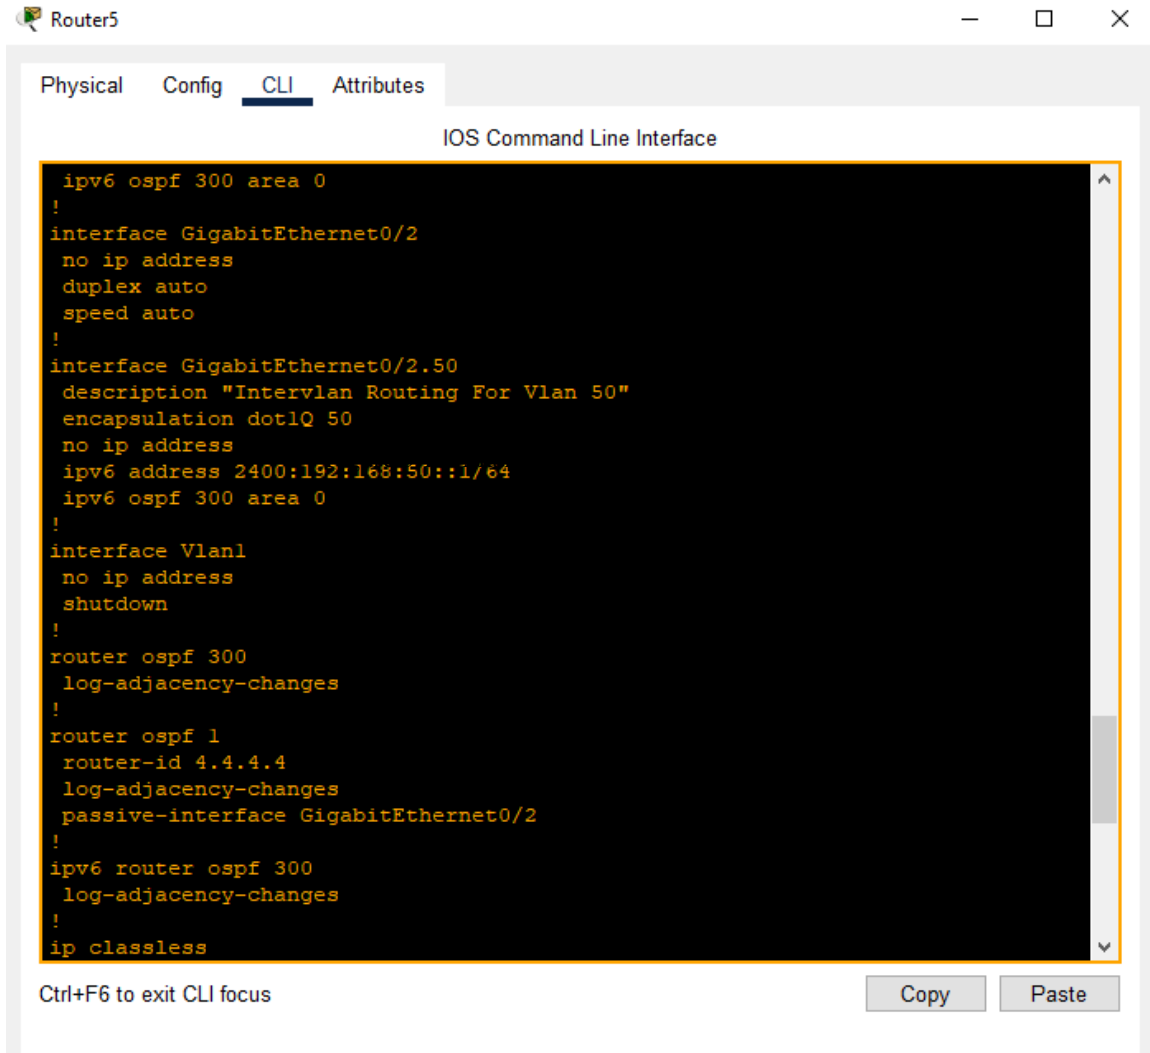 Router5
Physical Config CLI Attributes
IOS Command Line Interface
ipv6 ospf 300 area 0
!
interface GigabitEthernet0/2
no ip address
duplex auto
speed auto
!
interface GigabitEthernet0/2.50
description "Intervlan Routing For Vlan 50"
encapsulation dot1Q 50
no ip address
ipv6 address 2400:192:168:50::1/64
ipv6 ospf 300 area 0
!
interface Vlan1
no ip address
shutdown
!
router ospf 300
log-adjacency-changes
!
router ospf 1
router-id 4.4.4.4
log-adjacency-changes
passive-interface GigabitEthernet0/2
!
ipv6 router ospf 300
log-adjacency-changes
!
ip classless
Ctrl+F6 to exit CLI focus
Copy Paste